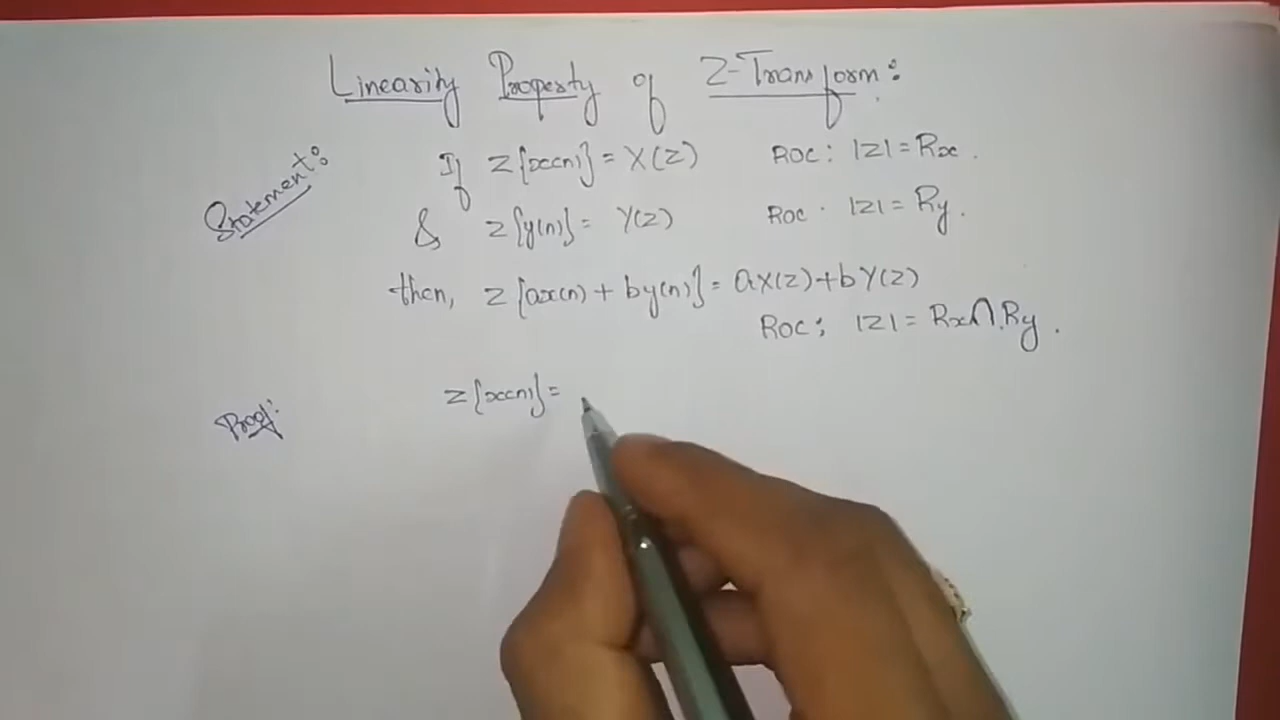 Linearity Property of Z-Transform:
Statement:
If Z{x(n)} = X(Z) ROC: |Z| = Rx.
& Z{y(n)} = Y(Z) ROC: |Z| = Ry.
then, Z{ax(n) + by(n)} = aX(Z)+bY(Z)
ROC: |Z| = Rx∩Ry.
Proof:
Z{x(n)} =